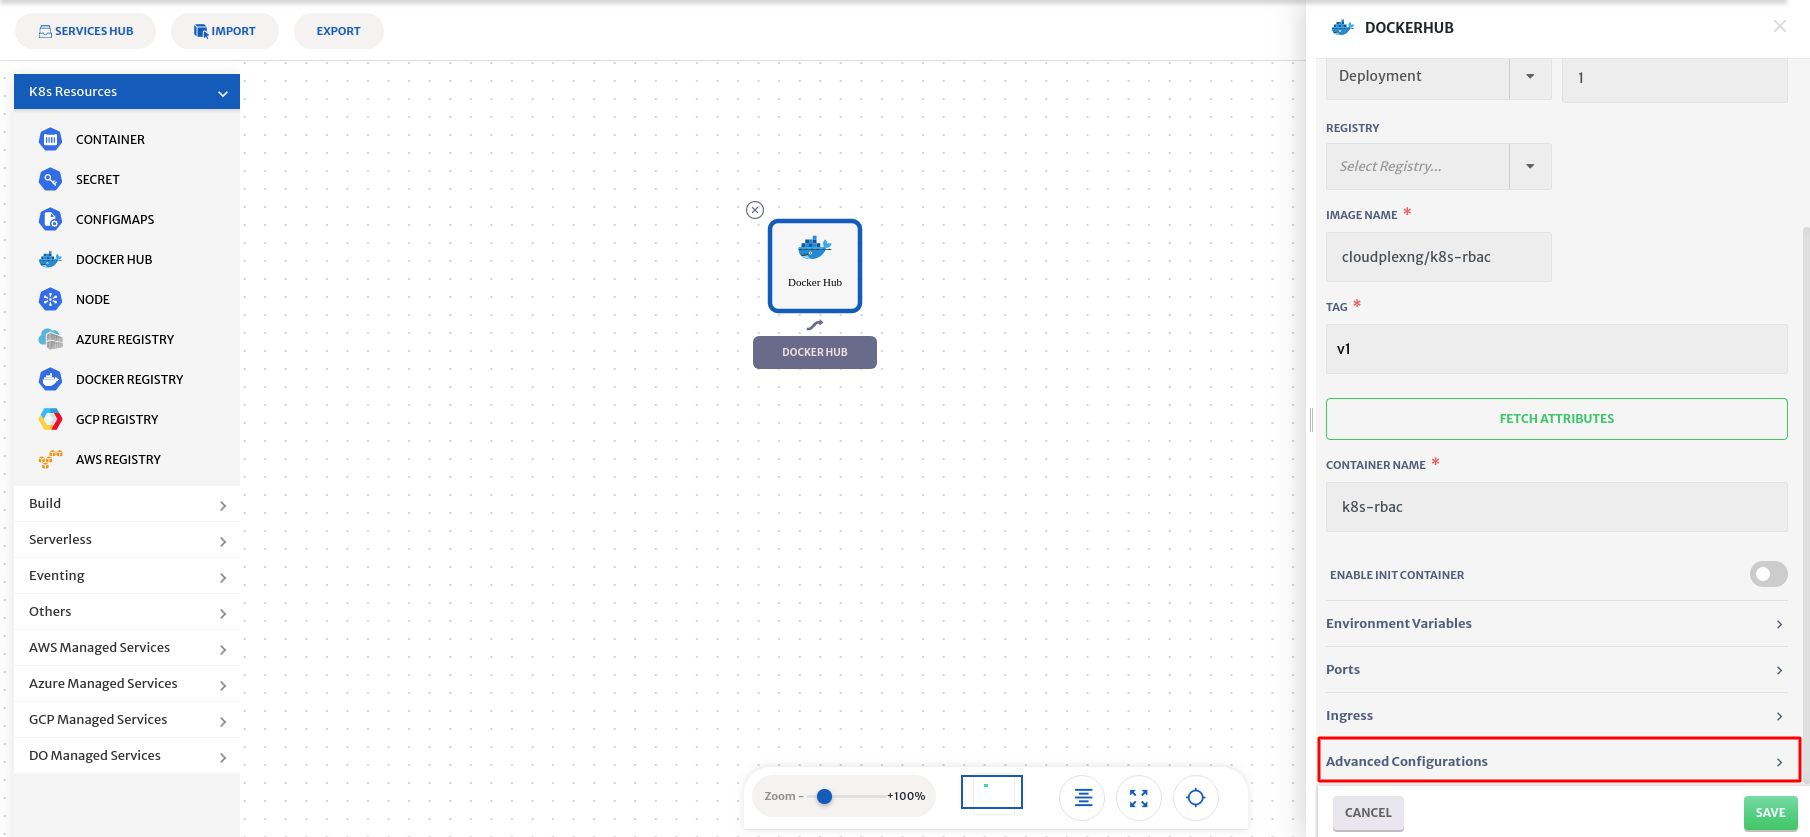 SERVICES HUB
IMPORT
EXPORT
K8s Resources
CONTAINER
SECRET
CONFIGMAPS
DOCKER HUB
NODE
AZURE REGISTRY
DOCKER REGISTRY
GCP REGISTRY
AWS REGISTRY
Build
Serverless
Eventing
Others
AWS Managed Services
Azure Managed Services
GCP Managed Services
DO Managed Services
Docker Hub
DOCKER HUB
Zoom - +100%
DOCKERHUB
Deployment
1
REGISTRY
Select Registry...
IMAGE NAME *
cloudplexng/k8s-rbac
TAG *
v1
FETCH ATTRIBUTES
CONTAINER NAME *
k8s-rbac
ENABLE INIT CONTAINER
Environment Variables
Ports
Ingress
Advanced Configurations
CANCEL
SAVE